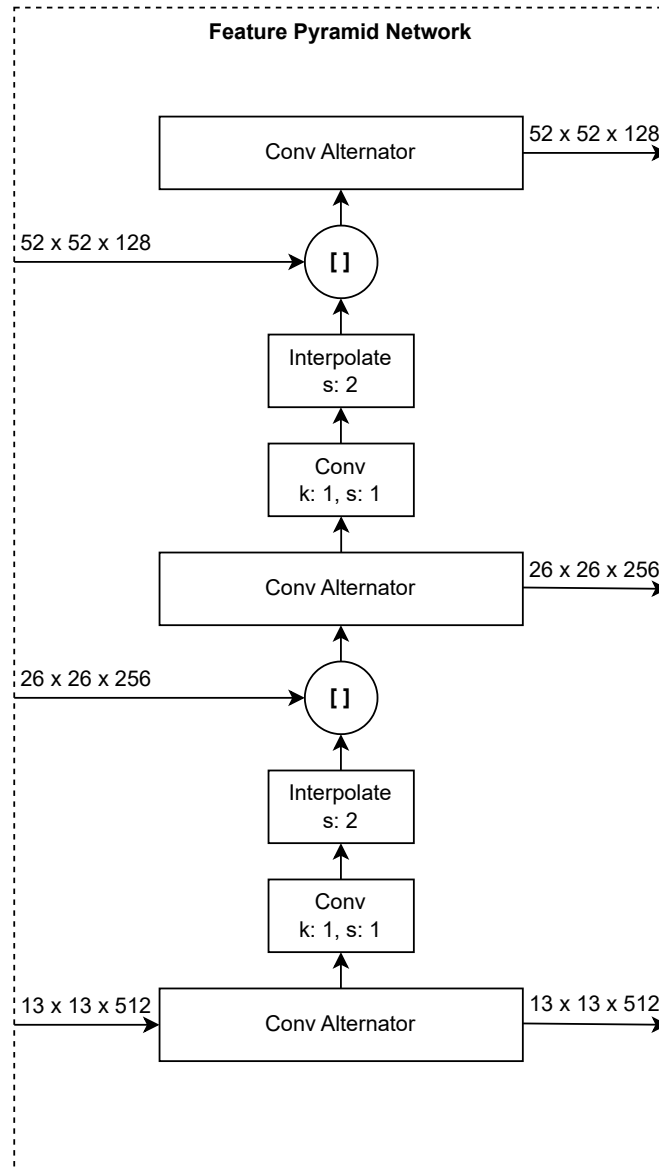 Feature Pyramid Network
Conv Alternator
52 x 52 x 128
52 x 52 x 128
[ ]
Interpolate
s: 2
Conv
k: 1, s: 1
Conv Alternator
26 x 26 x 256
26 x 26 x 256
[ ]
Interpolate
s: 2
Conv
k: 1, s: 1
13 x 13 x 512
Conv Alternator
13 x 13 x 512